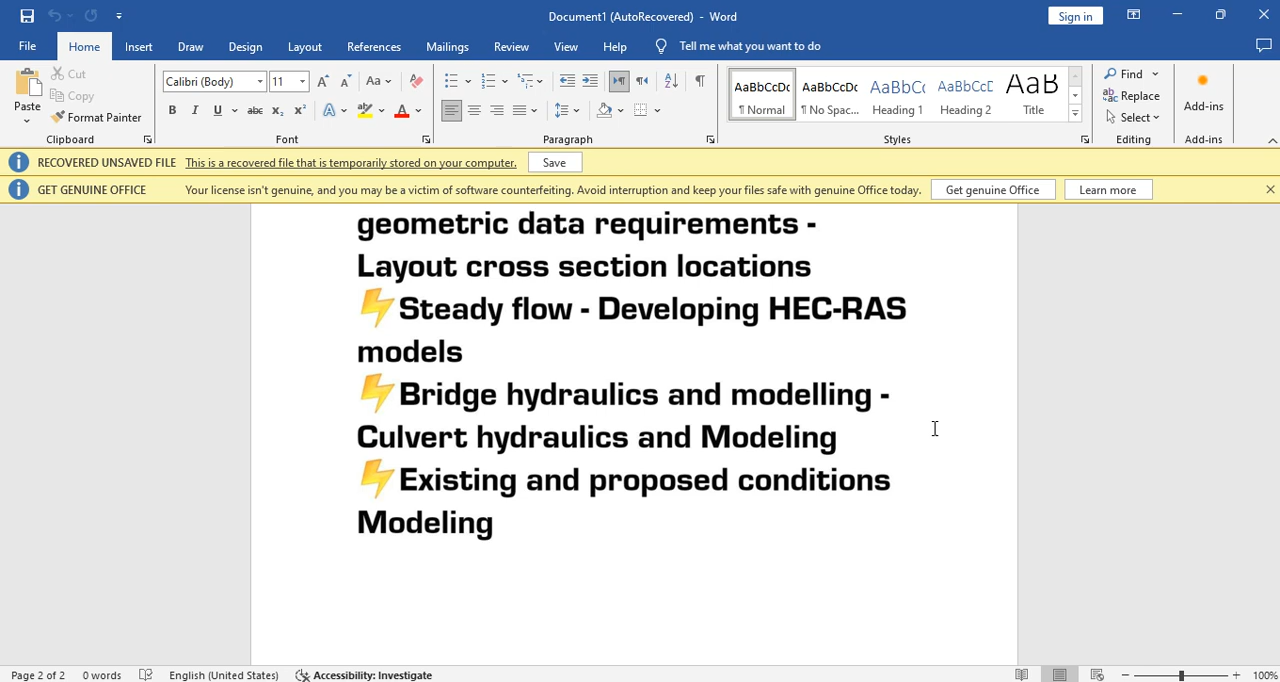 Document1 (AutoRecovered) - Word
Sign in
File Home Insert Draw Design Layout References Mailings Review View Help Tell me what you want to do
Paste
Cut
Copy
Format Painter
Clipboard
Calibri (Body) 11
Font
Paragraph
AaBbCcDc AaBbCcDc AaBbCc AaBbCcD AaB
¶ Normal ¶ No Spac... Heading 1 Heading 2 Title
Styles
Find
Replace
Select
Editing
Add-ins
Add-ins
RECOVERED UNSAVED FILE This is a recovered file that is temporarily stored on your computer. Save
GET GENUINE OFFICE Your license isn't genuine, and you may be a victim of software counterfeiting. Avoid interruption and keep your files safe with genuine Office today. Get genuine Office Learn more
geometric data requirements -
Layout cross section locations
⚡Steady flow - Developing HEC-RAS
models
⚡Bridge hydraulics and modelling -
Culvert hydraulics and Modeling
⚡Existing and proposed conditions
Modeling
Page 2 of 2 0 words English (United States) Accessibility: Investigate 100%